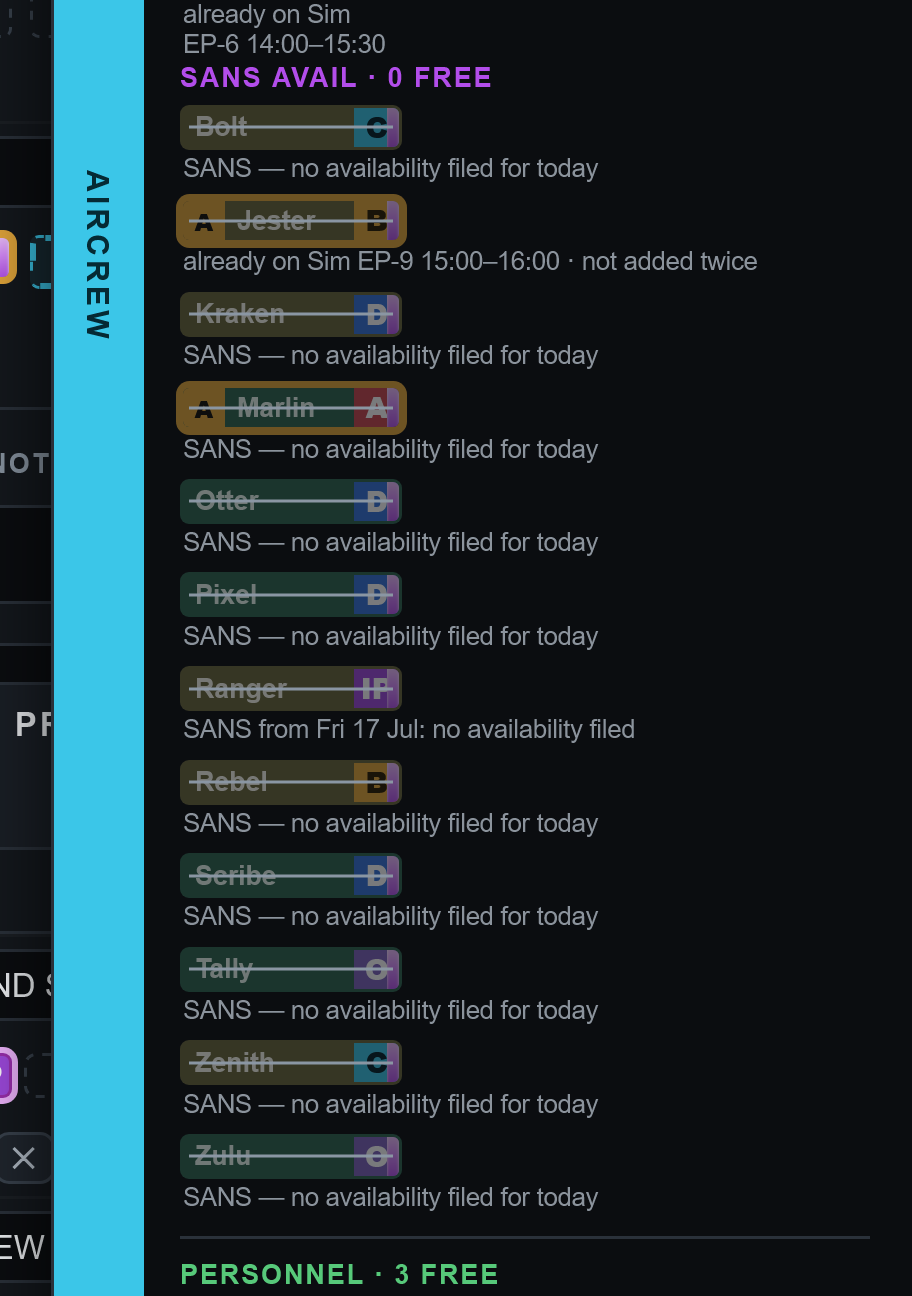 already on Sim
EP-6 14:00–15:30
SANS AVAIL · 0 FREE
Bolt C
SANS — no availability filed for today
A Jester B
already on Sim EP-9 15:00–16:00 · not added twice
Kraken D
SANS — no availability filed for today
A Marlin A
SANS — no availability filed for today
Otter D
SANS — no availability filed for today
Pixel D
SANS — no availability filed for today
Ranger IP
SANS from Fri 17 Jul: no availability filed
Rebel B
SANS — no availability filed for today
Scribe D
SANS — no availability filed for today
Tally O
SANS — no availability filed for today
Zenith C
SANS — no availability filed for today
Zulu O
SANS — no availability filed for today
PERSONNEL · 3 FREE
AIRCREW
NOT
PR
ND S
EW